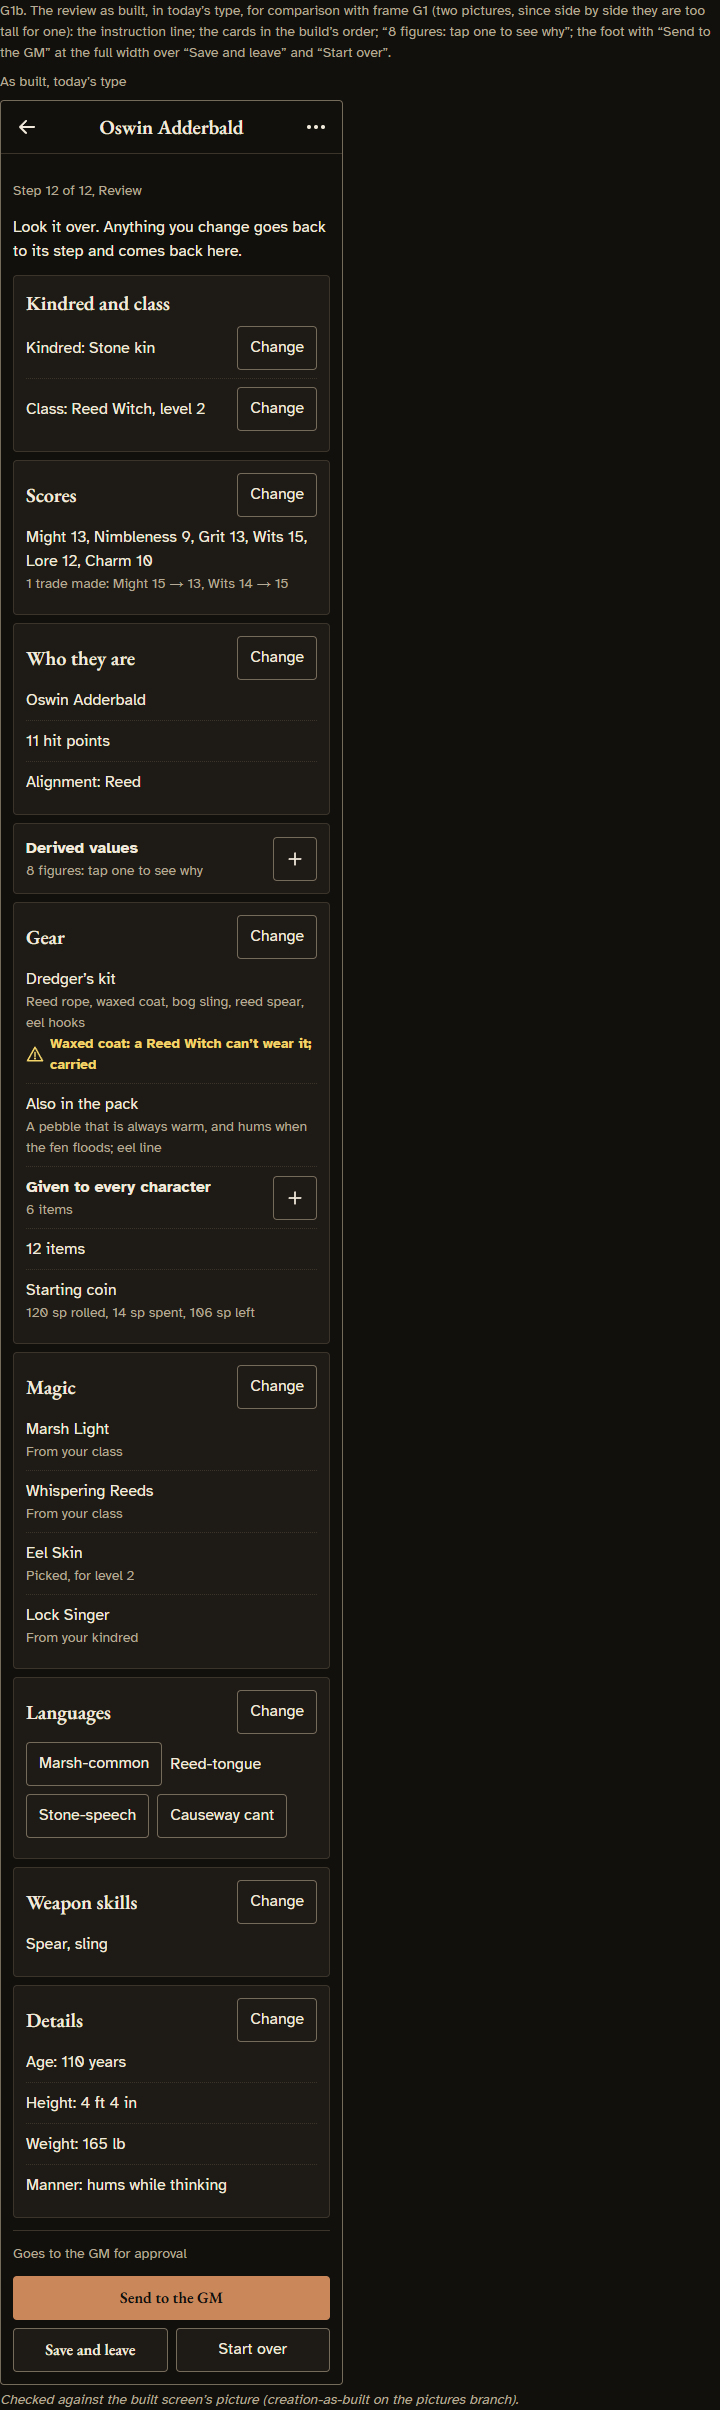 G1b. The review as built, in today’s type, for comparison with frame G1 (two pictures, since side by side they are too
tall for one): the instruction line; the cards in the build’s order; “8 figures: tap one to see why”; the foot with “Send to
the GM” at the full width over “Save and leave” and “Start over”.
As built, today’s type
Oswin Adderbald
Step 12 of 12, Review
Look it over. Anything you change goes back
to its step and comes back here.
Kindred and class
Kindred: Stone kin
Change
Class: Reed Witch, level 2
Change
Scores
Change
Might 13, Nimbleness 9, Grit 13, Wits 15,
Lore 12, Charm 10
1 trade made: Might 15 → 13, Wits 14 → 15
Who they are
Change
Oswin Adderbald
11 hit points
Alignment: Reed
Derived values
8 figures: tap one to see why
Gear
Change
Dredger’s kit
Reed rope, waxed coat, bog sling, reed spear,
eel hooks
Waxed coat: a Reed Witch can’t wear it;
carried
Also in the pack
A pebble that is always warm, and hums when
the fen floods; eel line
Given to every character
6 items
12 items
Starting coin
120 sp rolled, 14 sp spent, 106 sp left
Magic
Change
Marsh Light
From your class
Whispering Reeds
From your class
Eel Skin
Picked, for level 2
Lock Singer
From your kindred
Languages
Change
Marsh-common
Reed-tongue
Stone-speech
Causeway cant
Weapon skills
Change
Spear, sling
Details
Change
Age: 110 years
Height: 4 ft 4 in
Weight: 165 lb
Manner: hums while thinking
Goes to the GM for approval
Send to the GM
Save and leave
Start over
Checked against the built screen’s picture (creation-as-built on the pictures branch).